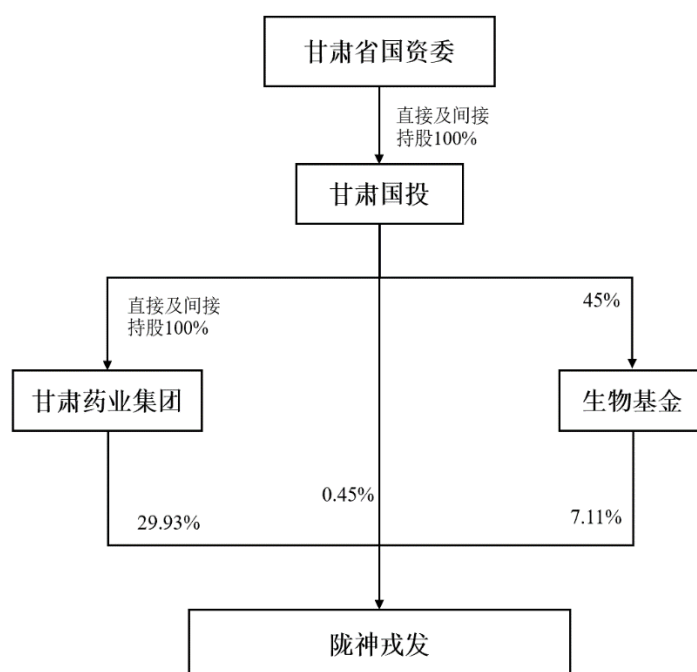 甘肃省国资委
直接及间接
持股100%
甘肃国投
直接及间接
持股100%
45%
甘肃药业集团
生物基金
0.45%
29.93%
7.11%
陇神戎发